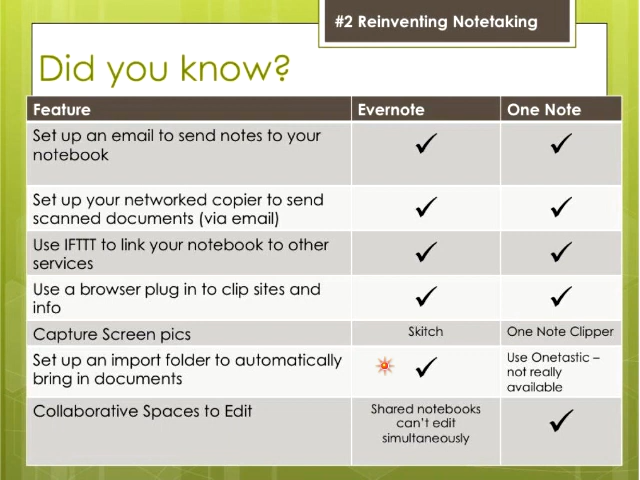 #2 Reinventing Notetaking
Did you know?
Feature Evernote One Note
Set up an email to send notes to your
notebook
✓ ✓
Set up your networked copier to send
scanned documents (via email)
✓ ✓
Use IFTTT to link your notebook to other
services
✓ ✓
Use a browser plug in to clip sites and
info
✓ ✓
Capture Screen pics Skitch One Note Clipper
Set up an import folder to automatically
bring in documents
✓
Use Onetastic –
not really
available
Collaborative Spaces to Edit
Shared notebooks
can't edit
simultaneously
✓